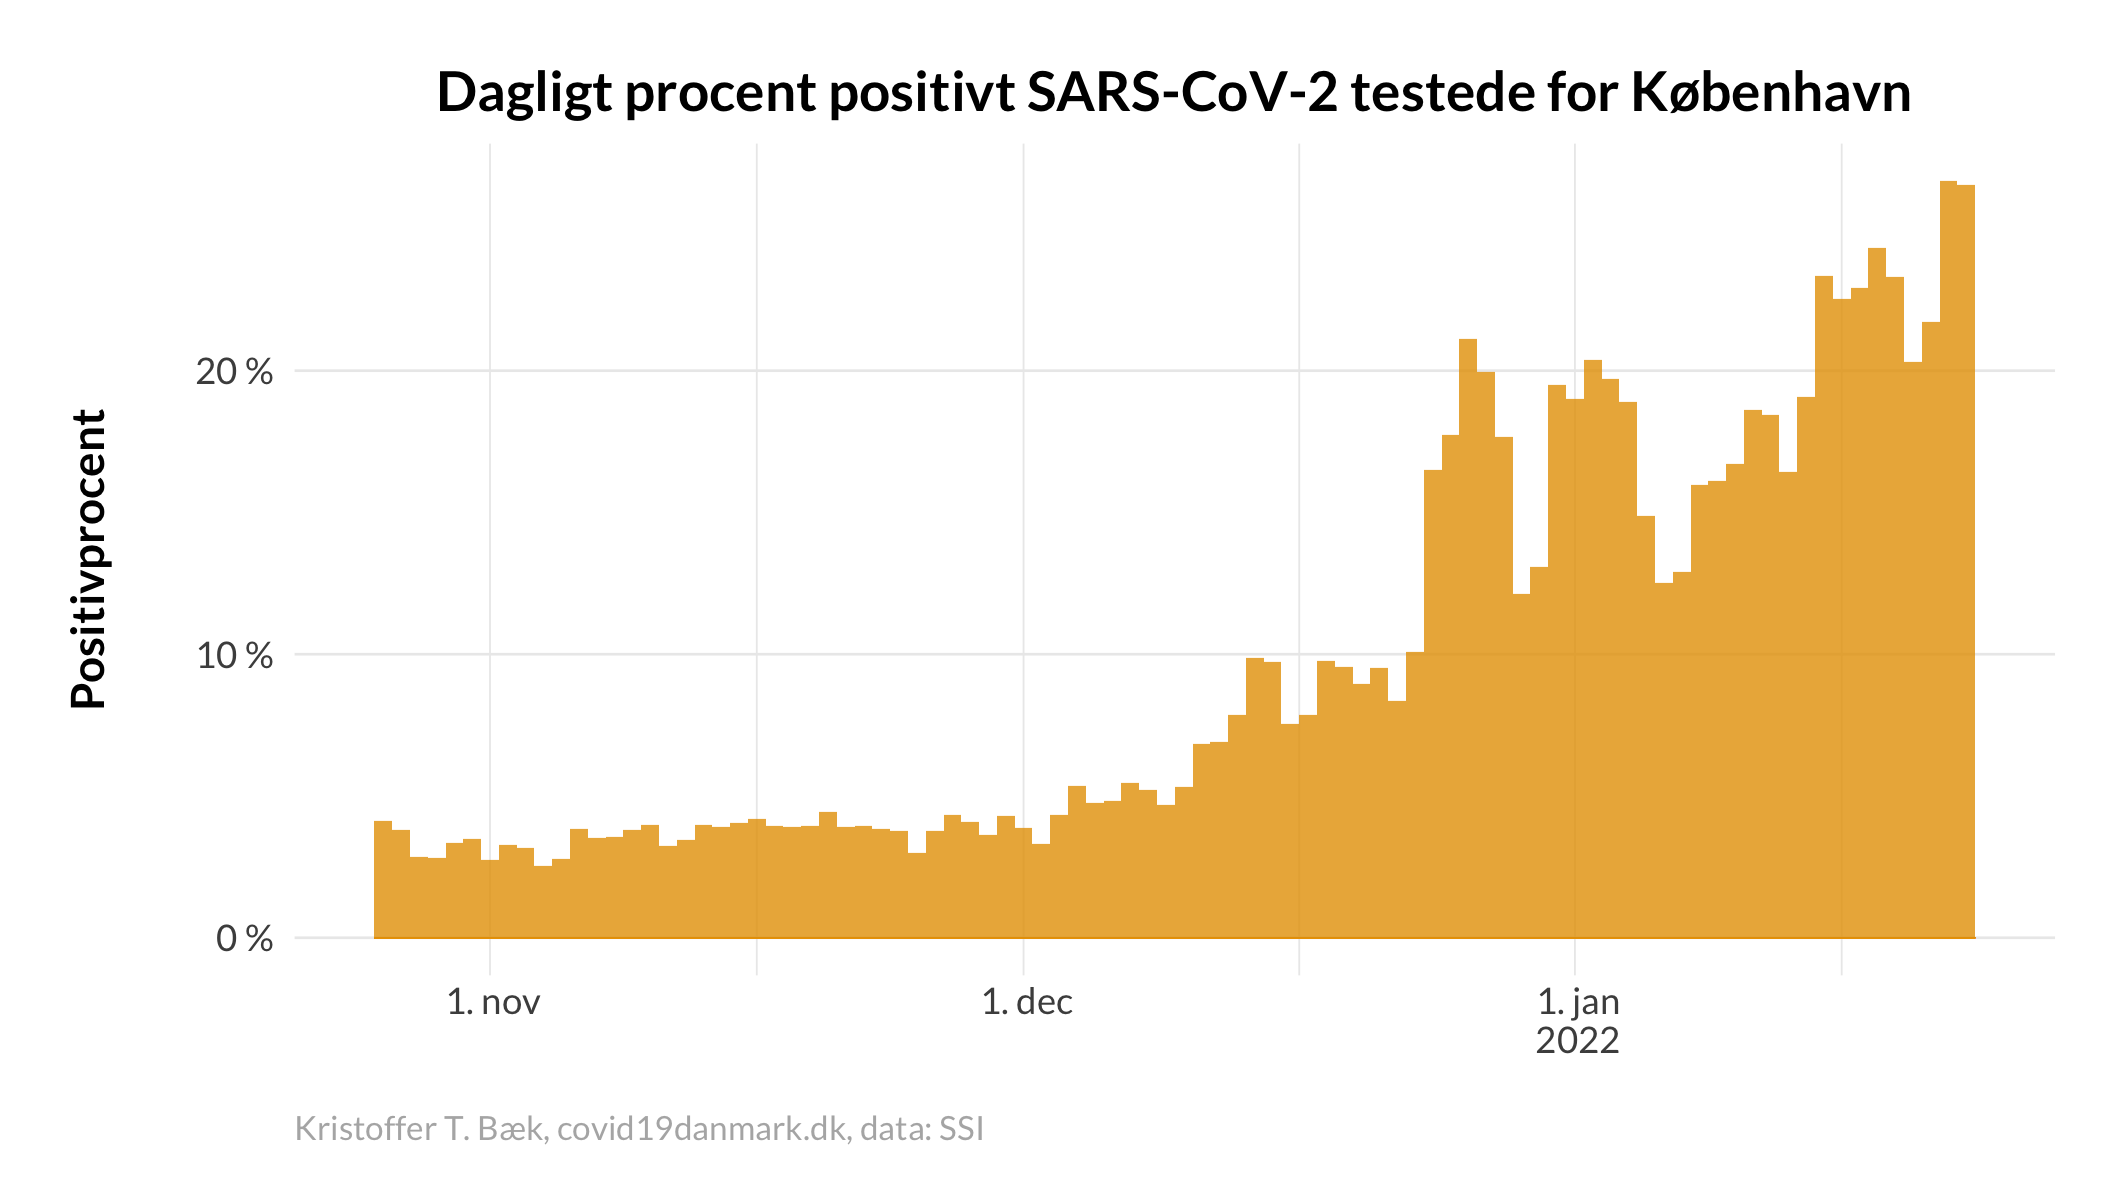 Dagligt procent positivt SARS-CoV-2 testede for København
Positivprocent
20 %
10 %
0 %
1. nov
1. dec
1. jan
2022
Kristoffer T. Bæk, covid19danmark.dk, data: SSI